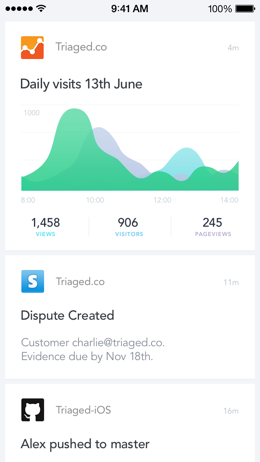 9:41 AM 100%
Triaged.co 4m
Daily visits 13th June
1000
8:00 10:00 12:00 14:00
1,458 906 245
VIEWS VISITORS PAGEVIEWS
S
Triaged.co 11m
Dispute Created
Customer charlie@triaged.co.
Evidence due by Nov 18th.
Triaged-iOS 16m
Alex pushed to master